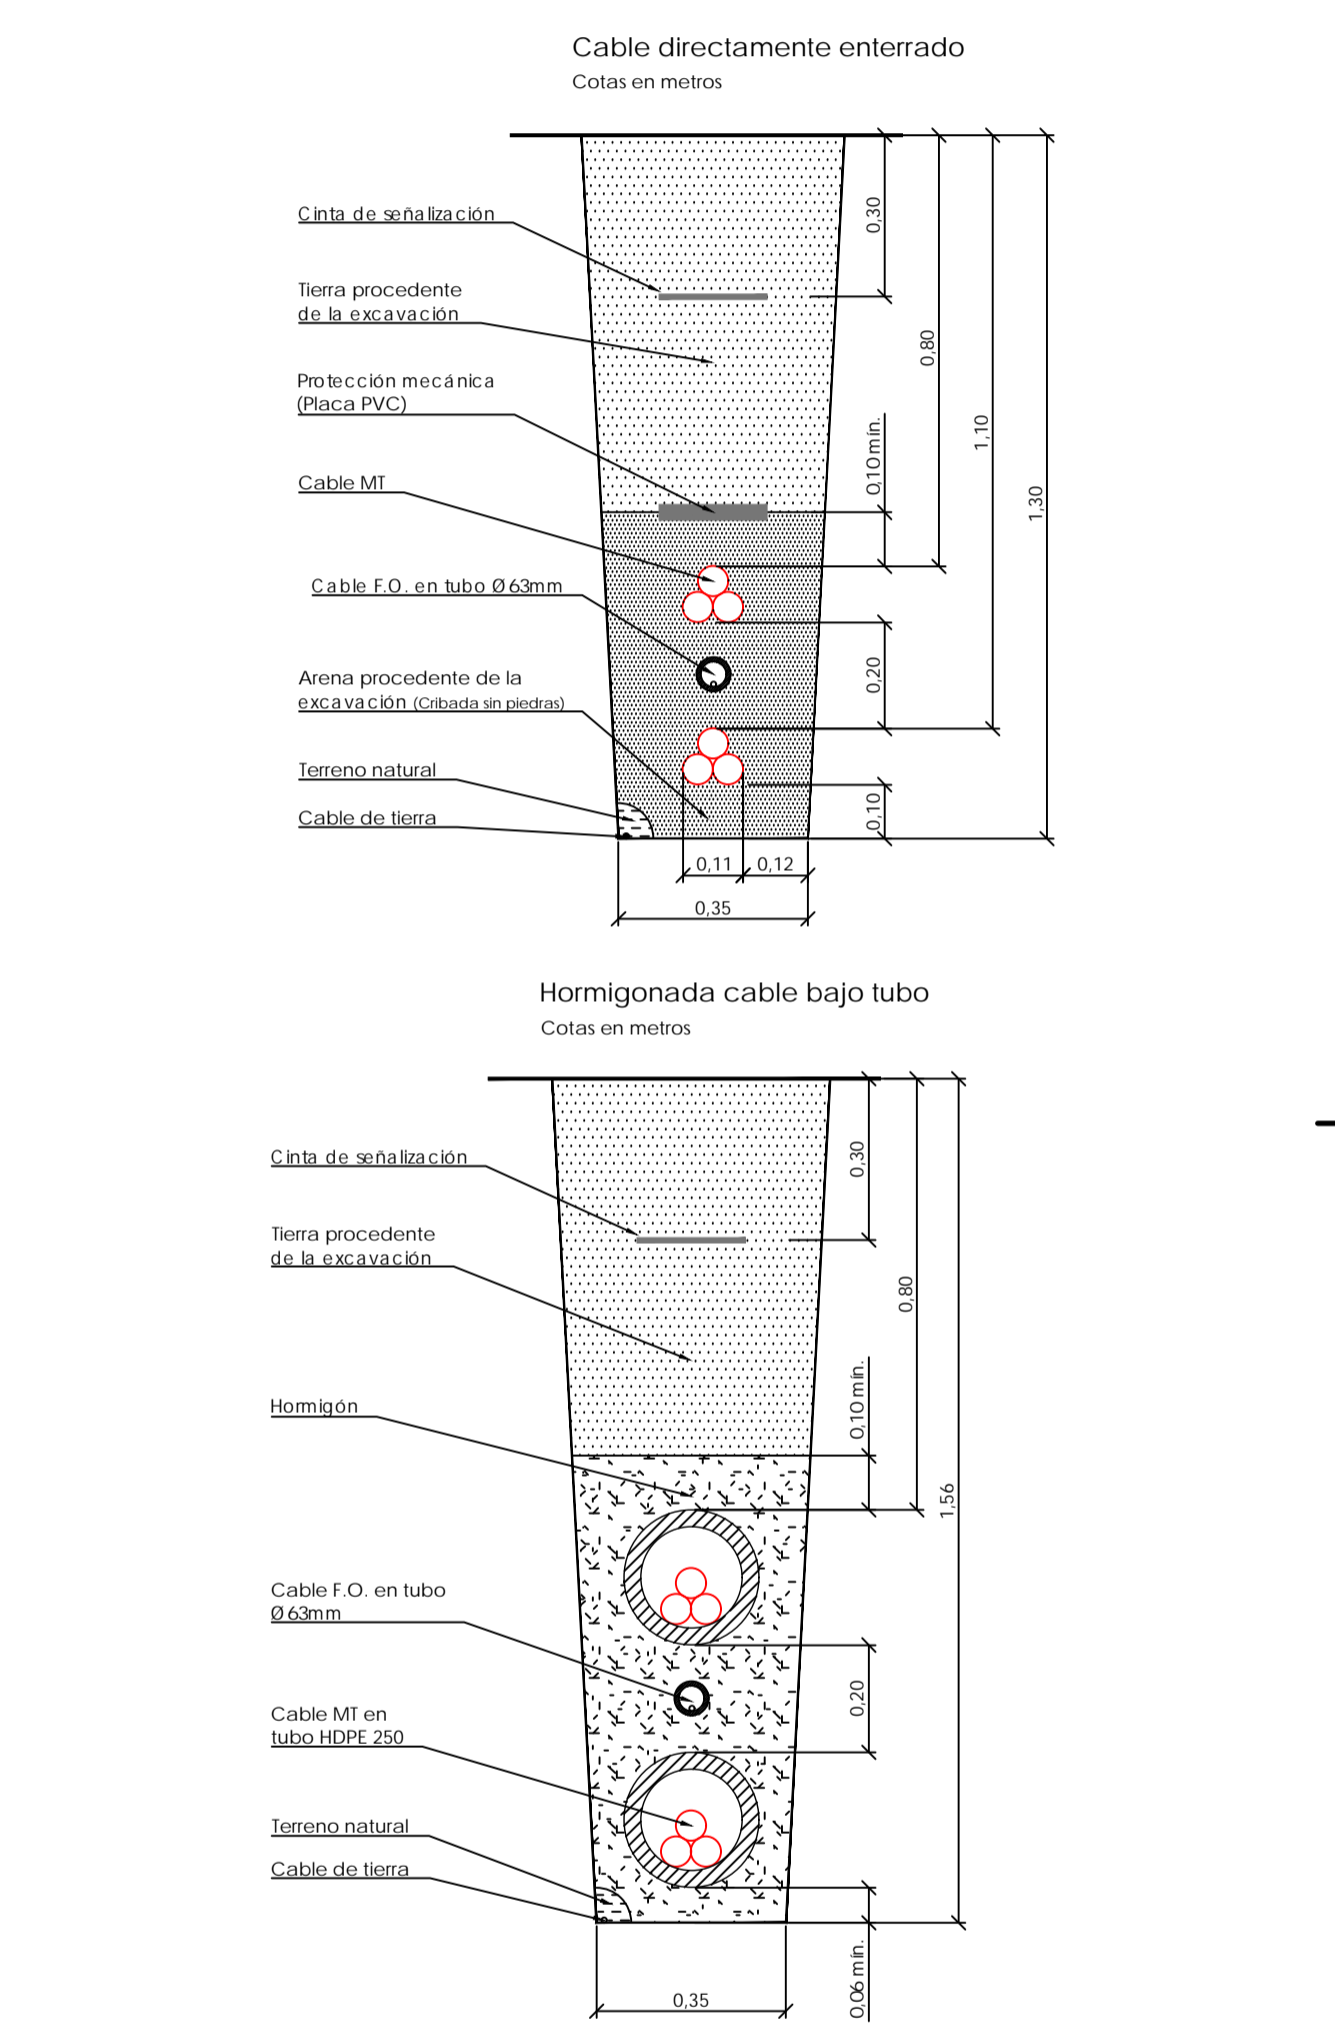 Cable directamente enterrado
Cotas en metros
Cinta de señalización
Tierra procedente
de la excavación
Protección mecánica
(Placa PVC)
Cable MT
Cable F.O. en tubo Ø 63mm
Arena procedente de la
excavación (Cribada sin piedras)
Terreno natural
Cable de tierra
0,30
0,80
0,10 mín.
1,10
1,30
0,20
0,10
0,11
0,12
0,35
Hormigonada cable bajo tubo
Cotas en metros
Cinta de señalización
Tierra procedente
de la excavación
Hormigón
Cable F.O. en tubo
Ø 63mm
Cable MT en
tubo HDPE 250
Terreno natural
Cable de tierra
0,30
0,80
0,10 mín.
1,56
0,20
0,06 mín.
0,35